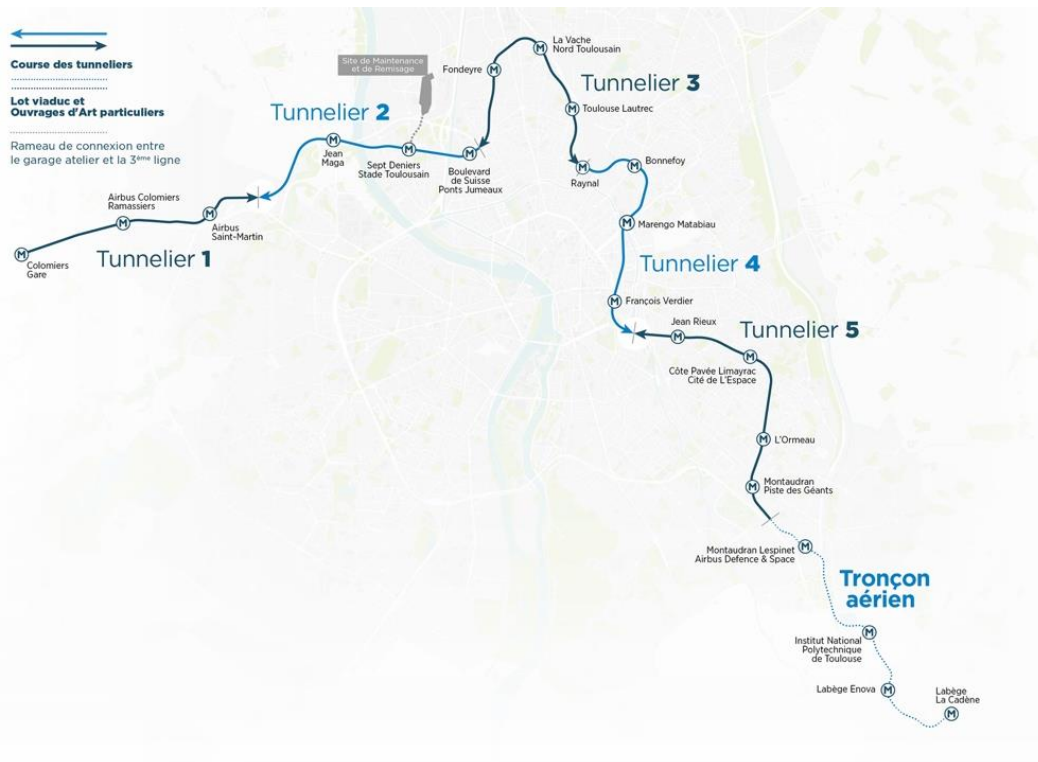 Course des tunneliers
Lot viaduc et
Ouvrages d'Art particuliers
Rameau de connexion entre
le garage atelier et la 3ème ligne
Site de Maintenance
et de Remisage
Tunnelier 2
Tunnelier 3
Tunnelier 1
Tunnelier 4
Tunnelier 5
Tronçon
aérien
M
Colomiers
Gare
M
Airbus Colomiers
Ramassiers
M
Airbus
Saint-Martin
M
Jean
Maga
M
Sept Deniers
Stade Toulousain
M
Boulevard
de Suisse
Ponts Jumeaux
M
Fondeyre
M
La Vache
Nord Toulousain
M
Toulouse Lautrec
M
Raynal
M
Bonnefoy
M
Marengo Matabiau
M
François Verdier
M
Jean Rieux
M
Côte Pavée Limayrac
Cité de L'Espace
M
L'Ormeau
M
Montaudran
Piste des Géants
M
Montaudran Lespinet
Airbus Defence & Space
M
Institut National
Polytechnique
de Toulouse
M
Labège Enova
M
Labège
La Cadène